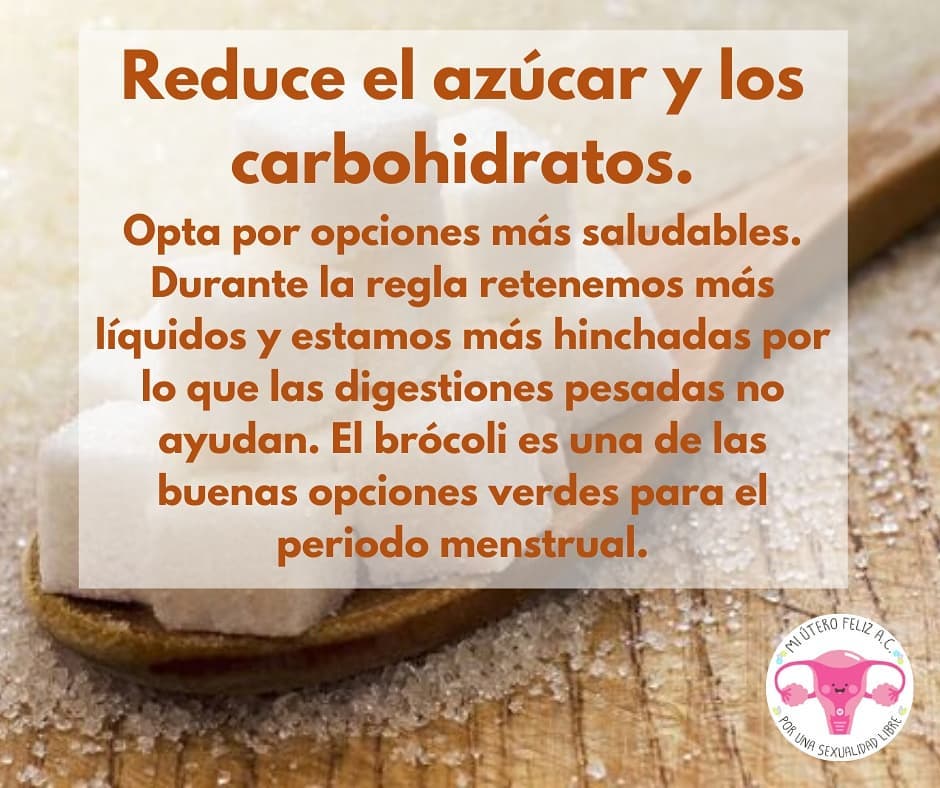 Reduce el azúcar y los
carbohidratos.
Opta por opciones más saludables.
Durante la regla retenemos más
líquidos y estamos más hinchadas por
lo que las digestiones pesadas no
ayudan. El brócoli es una de las
buenas opciones verdes para el
periodo menstrual.
MI ÚTERO FELIZ A.C.
POR UNA SEXUALIDAD LIBRE